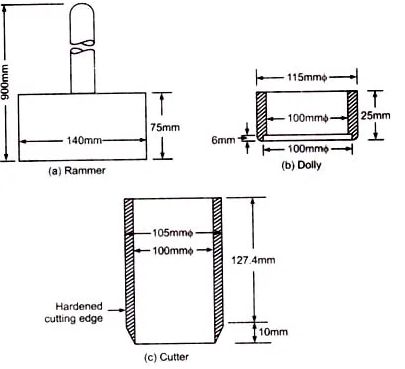 900mm
140mm
75mm
(a) Rammer
115mmϕ
100mmϕ
25mm
6mm
100mmϕ
(b) Dolly
105mmϕ
100mmϕ
127.4mm
Hardened
cutting edge
10mm
(c) Cutter